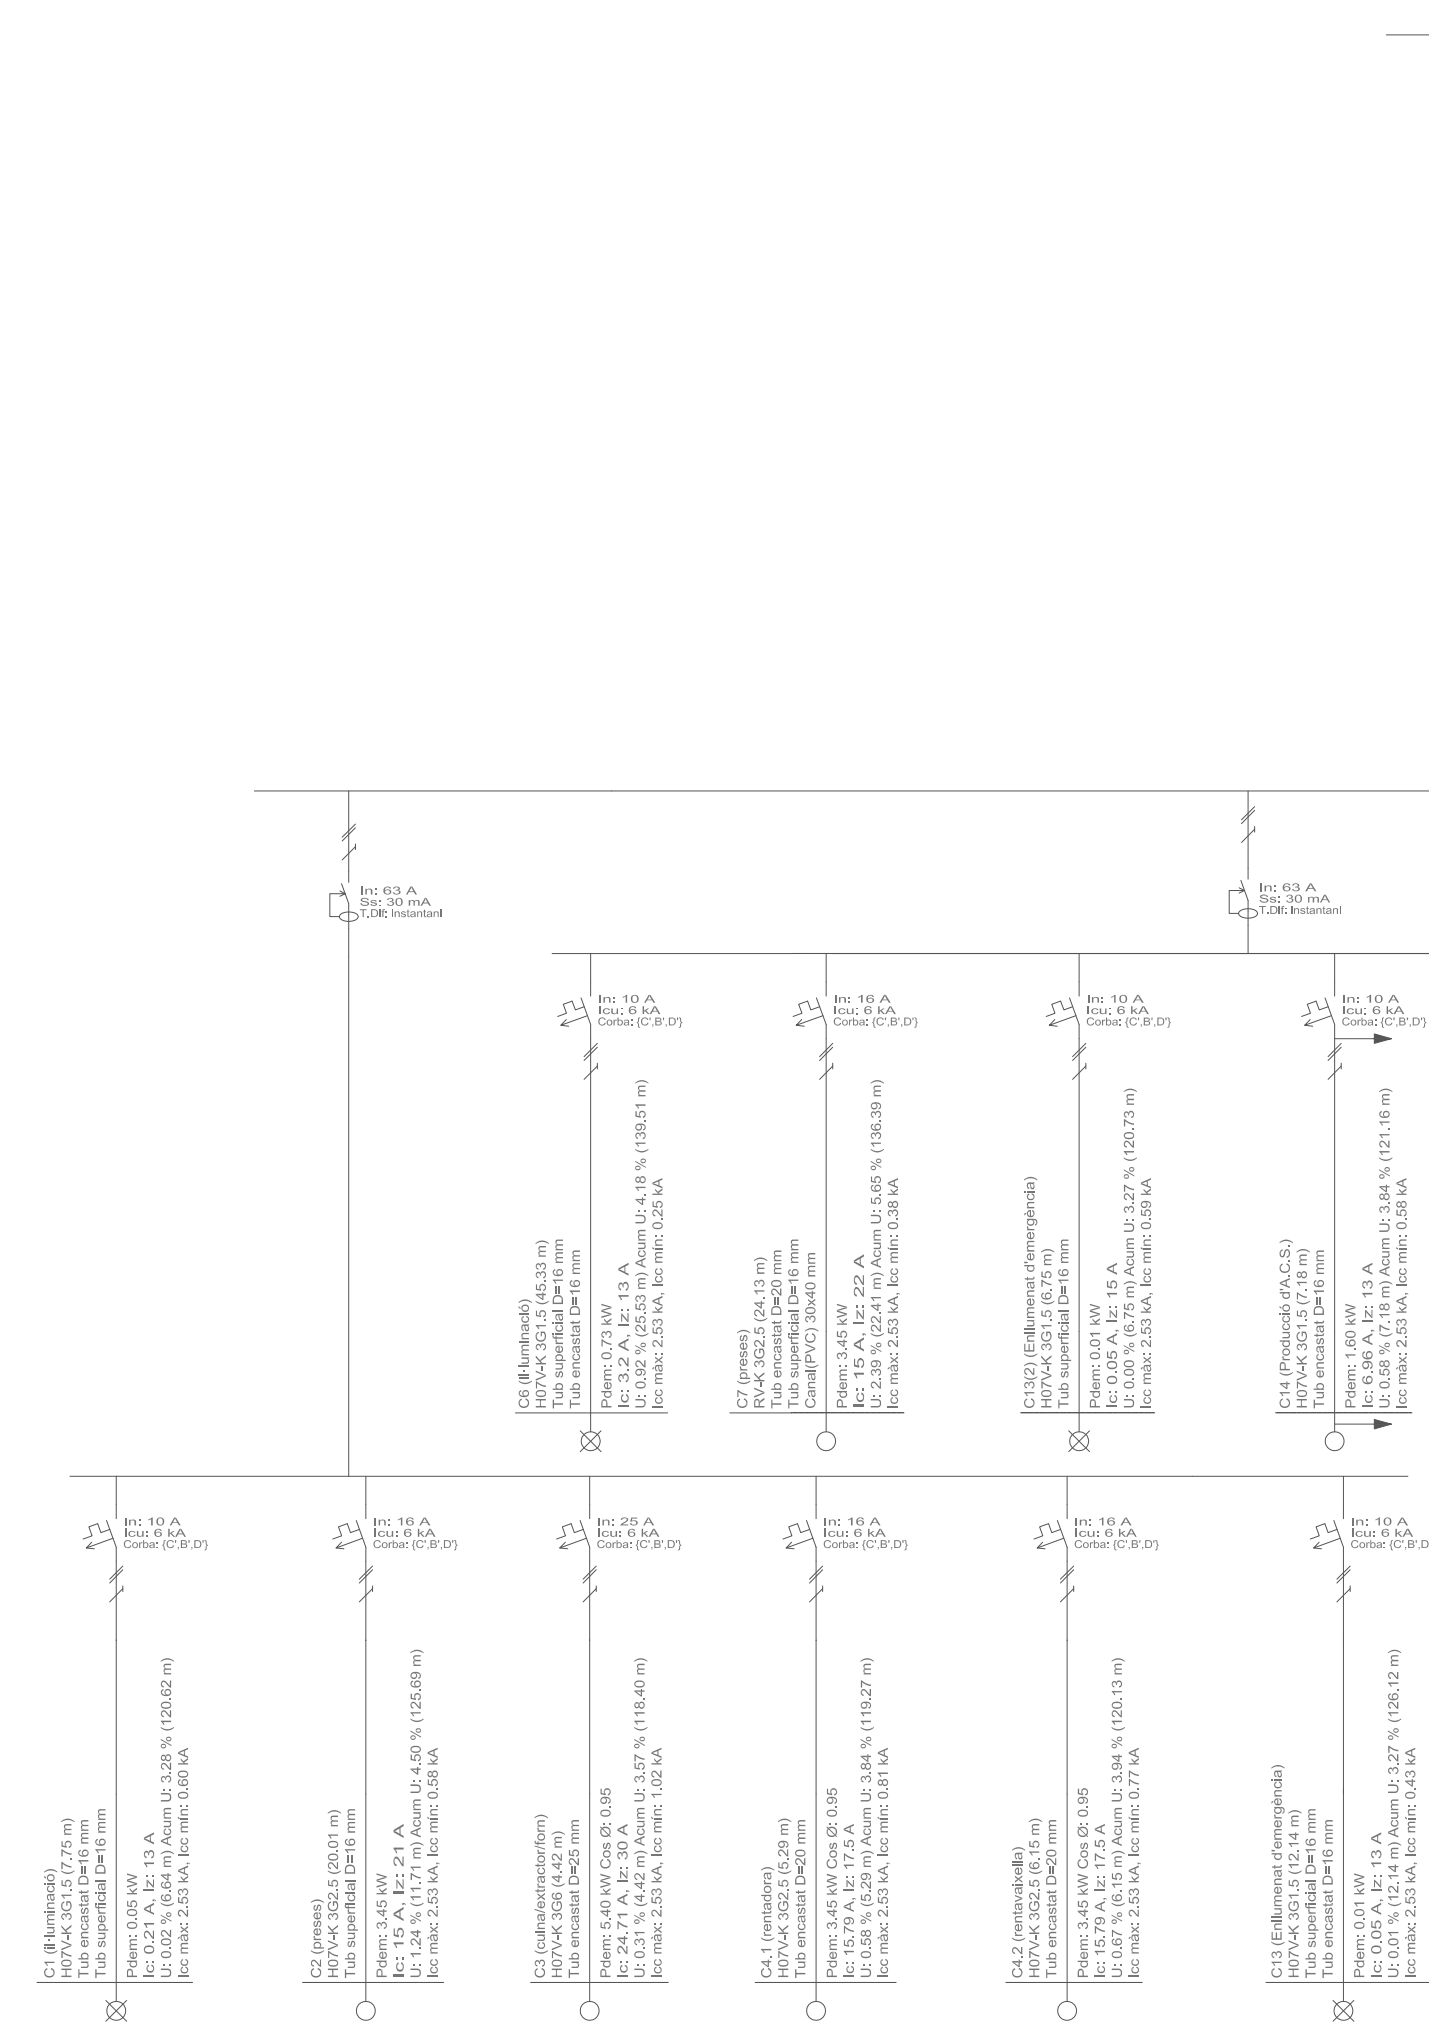 In: 63 A
Ss: 30 mA
T.Dif: Instantani
In: 63 A
Ss: 30 mA
T.Dif: Instantani
In: 10 A
Icu: 6 kA
Corba: {C',B',D'}
C6 (il·luminació)
H07V-K 3G1.5 (45.33 m)
Tub superficial D=16 mm
Tub encastat D=16 mm
Pdem: 0.73 kW
Ic: 3.2 A, Iz: 13 A
U: 0.92 % (25.53 m) Acum U: 4.18 % (139.51 m)
Icc màx: 2.53 kA, Icc mín: 0.25 kA
In: 16 A
Icu: 6 kA
Corba: {C',B',D'}
C7 (preses)
RV-K 3G2.5 (24.13 m)
Tub encastat D=20 mm
Tub superficial D=16 mm
Canal(PVC) 30x40 mm
Pdem: 3.45 kW
Ic: 15 A, Iz: 22 A
U: 2.39 % (22.41 m) Acum U: 5.65 % (136.39 m)
Icc màx: 2.53 kA, Icc mín: 0.38 kA
In: 10 A
Icu: 6 kA
Corba: {C',B',D'}
C13(2) (Enllumenat d'emergència)
H07V-K 3G1.5 (6.75 m)
Tub superficial D=16 mm
Pdem: 0.01 kW
Ic: 0.05 A, Iz: 15 A
U: 0.00 % (6.75 m) Acum U: 3.27 % (120.73 m)
Icc màx: 2.53 kA, Icc mín: 0.59 kA
In: 10 A
Icu: 6 kA
Corba: {C',B',D'}
C14 (Producció d'A.C.S.)
H07V-K 3G1.5 (7.18 m)
Tub encastat D=16 mm
Pdem: 1.60 kW
Ic: 6.96 A, Iz: 13 A
U: 0.58 % (7.18 m) Acum U: 3.84 % (121.16 m)
Icc màx: 2.53 kA, Icc mín: 0.58 kA
In: 10 A
Icu: 6 kA
Corba: {C',B',D'}
C1 (il·luminació)
H07V-K 3G1.5 (7.75 m)
Tub encastat D=16 mm
Tub superficial D=16 mm
Pdem: 0.05 kW
Ic: 0.21 A, Iz: 13 A
U: 0.02 % (6.64 m) Acum U: 3.28 % (120.62 m)
Icc màx: 2.53 kA, Icc mín: 0.60 kA
In: 16 A
Icu: 6 kA
Corba: {C',B',D'}
C2 (preses)
H07V-K 3G2.5 (20.01 m)
Tub superficial D=16 mm
Pdem: 3.45 kW
Ic: 15 A, Iz: 21 A
U: 1.24 % (11.71 m) Acum U: 4.50 % (125.69 m)
Icc màx: 2.53 kA, Icc mín: 0.58 kA
In: 25 A
Icu: 6 kA
Corba: {C',B',D'}
C3 (cuina/extractor/forn)
H07V-K 3G6 (4.42 m)
Tub encastat D=25 mm
Pdem: 5.40 kW Cos Ø: 0.95
Ic: 24.71 A, Iz: 30 A
U: 0.31 % (4.42 m) Acum U: 3.57 % (118.40 m)
Icc màx: 2.53 kA, Icc mín: 1.02 kA
In: 16 A
Icu: 6 kA
Corba: {C',B',D'}
C4.1 (rentadora)
H07V-K 3G2.5 (5.29 m)
Tub encastat D=20 mm
Pdem: 3.45 kW Cos Ø: 0.95
Ic: 15.79 A, Iz: 17.5 A
U: 0.58 % (5.29 m) Acum U: 3.84 % (119.27 m)
Icc màx: 2.53 kA, Icc mín: 0.81 kA
In: 16 A
Icu: 6 kA
Corba: {C',B',D'}
C4.2 (rentavaixella)
H07V-K 3G2.5 (6.15 m)
Tub encastat D=20 mm
Pdem: 3.45 kW Cos Ø: 0.95
Ic: 15.79 A, Iz: 17.5 A
U: 0.67 % (6.15 m) Acum U: 3.94 % (120.13 m)
Icc màx: 2.53 kA, Icc mín: 0.77 kA
In: 10 A
Icu: 6 kA
Corba: {C',B',D
C13 (Enllumenat d'emergència)
H07V-K 3G1.5 (12.14 m)
Tub superficial D=16 mm
Tub encastat D=16 mm
Pdem: 0.01 kW
Ic: 0.05 A, Iz: 13 A
U: 0.01 % (12.14 m) Acum U: 3.27 % (126.12 m)
Icc màx: 2.53 kA, Icc mín: 0.43 kA